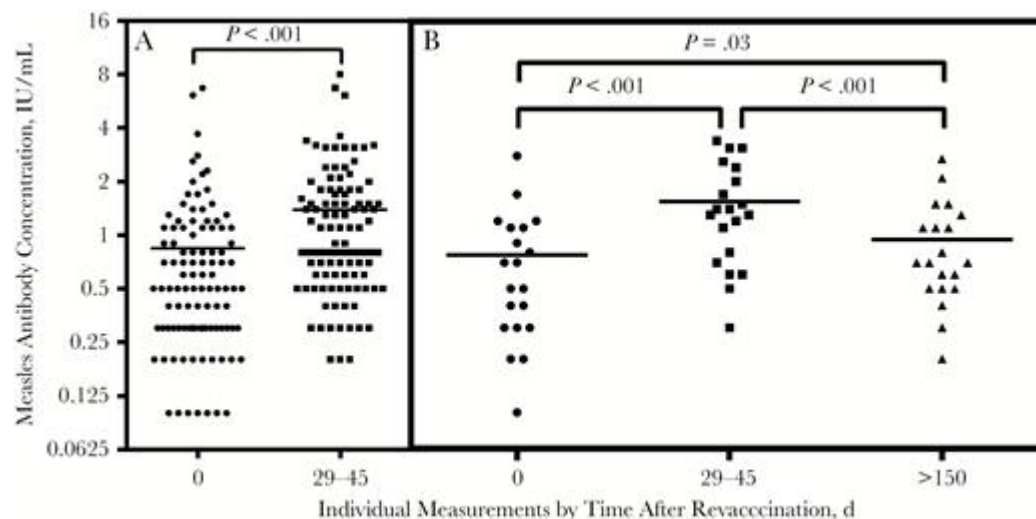 A
P < .001
B
P = .03
P < .001
P < .001
Measles Antibody Concentration, IU/mL
16
8
4
2
1
0.5
0.25
0.125
0.0625
0
29–45
0
29–45
>150
Individual Measurements by Time After Revacccination, d